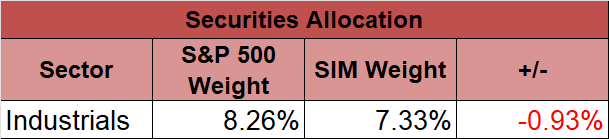 Securities Allocation
Sector S&P 500 Weight SIM Weight +/-
Industrials 8.26% 7.33% -0.93%